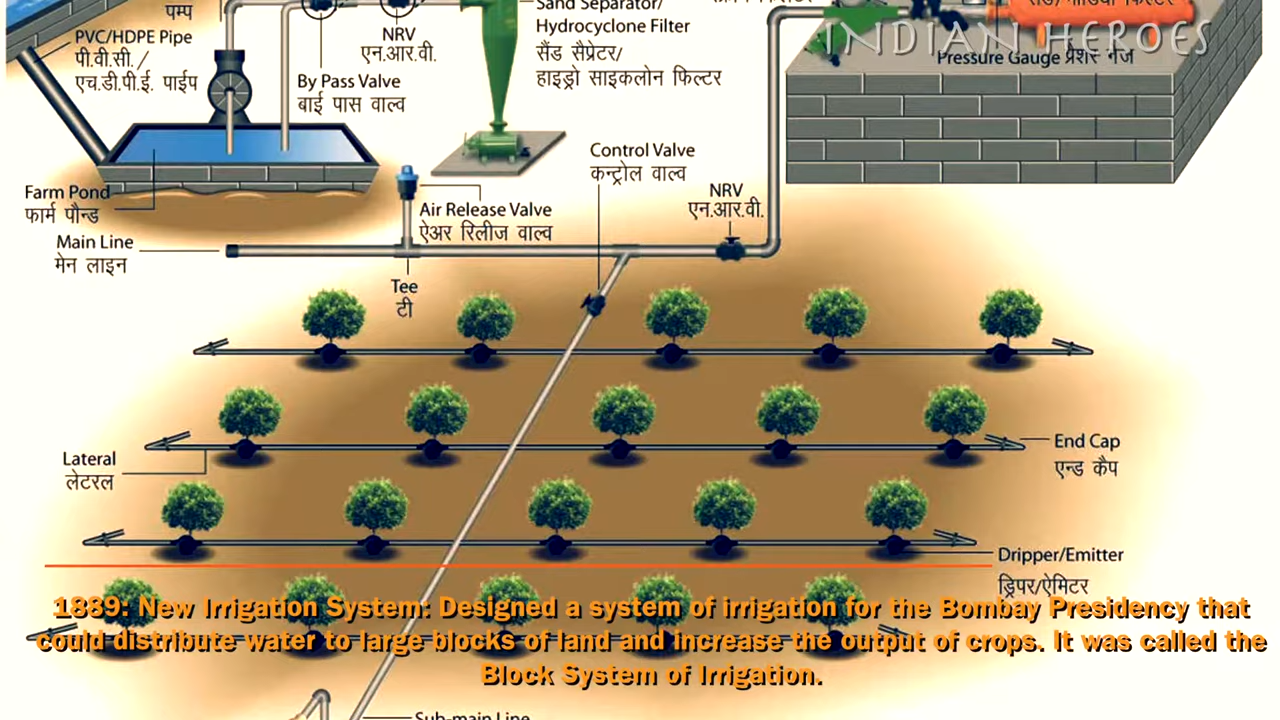 पम्प
PVC/HDPE Pipe
पी.वी.सी./
एच.डी.पी.ई. पाईप
NRV
एन.आर.वी.
By Pass Valve
बाई पास वाल्व
Sand Separator/
Hydrocyclone Filter
सैंड सैप्रेटर/
हाइड्रो साइकलोन फिल्टर
INDIAN HEROES
Pressure Gauge प्रेशर गेज
Farm Pond
फार्म पौन्ड
Control Valve
कन्ट्रोल वाल्व
NRV
एन.आर.वी.
Air Release Valve
ऐअर रिलीज वाल्व
Main Line
मेन लाइन
Tee
टी
End Cap
एन्ड कैप
Lateral
लेटरल
Dripper/Emitter
ड्रिपर/ऐमिटर
1889: New Irrigation System: Designed a system of irrigation for the Bombay Presidency that
could distribute water to large blocks of land and increase the output of crops. It was called the
Block System of Irrigation.
Sub-main Line